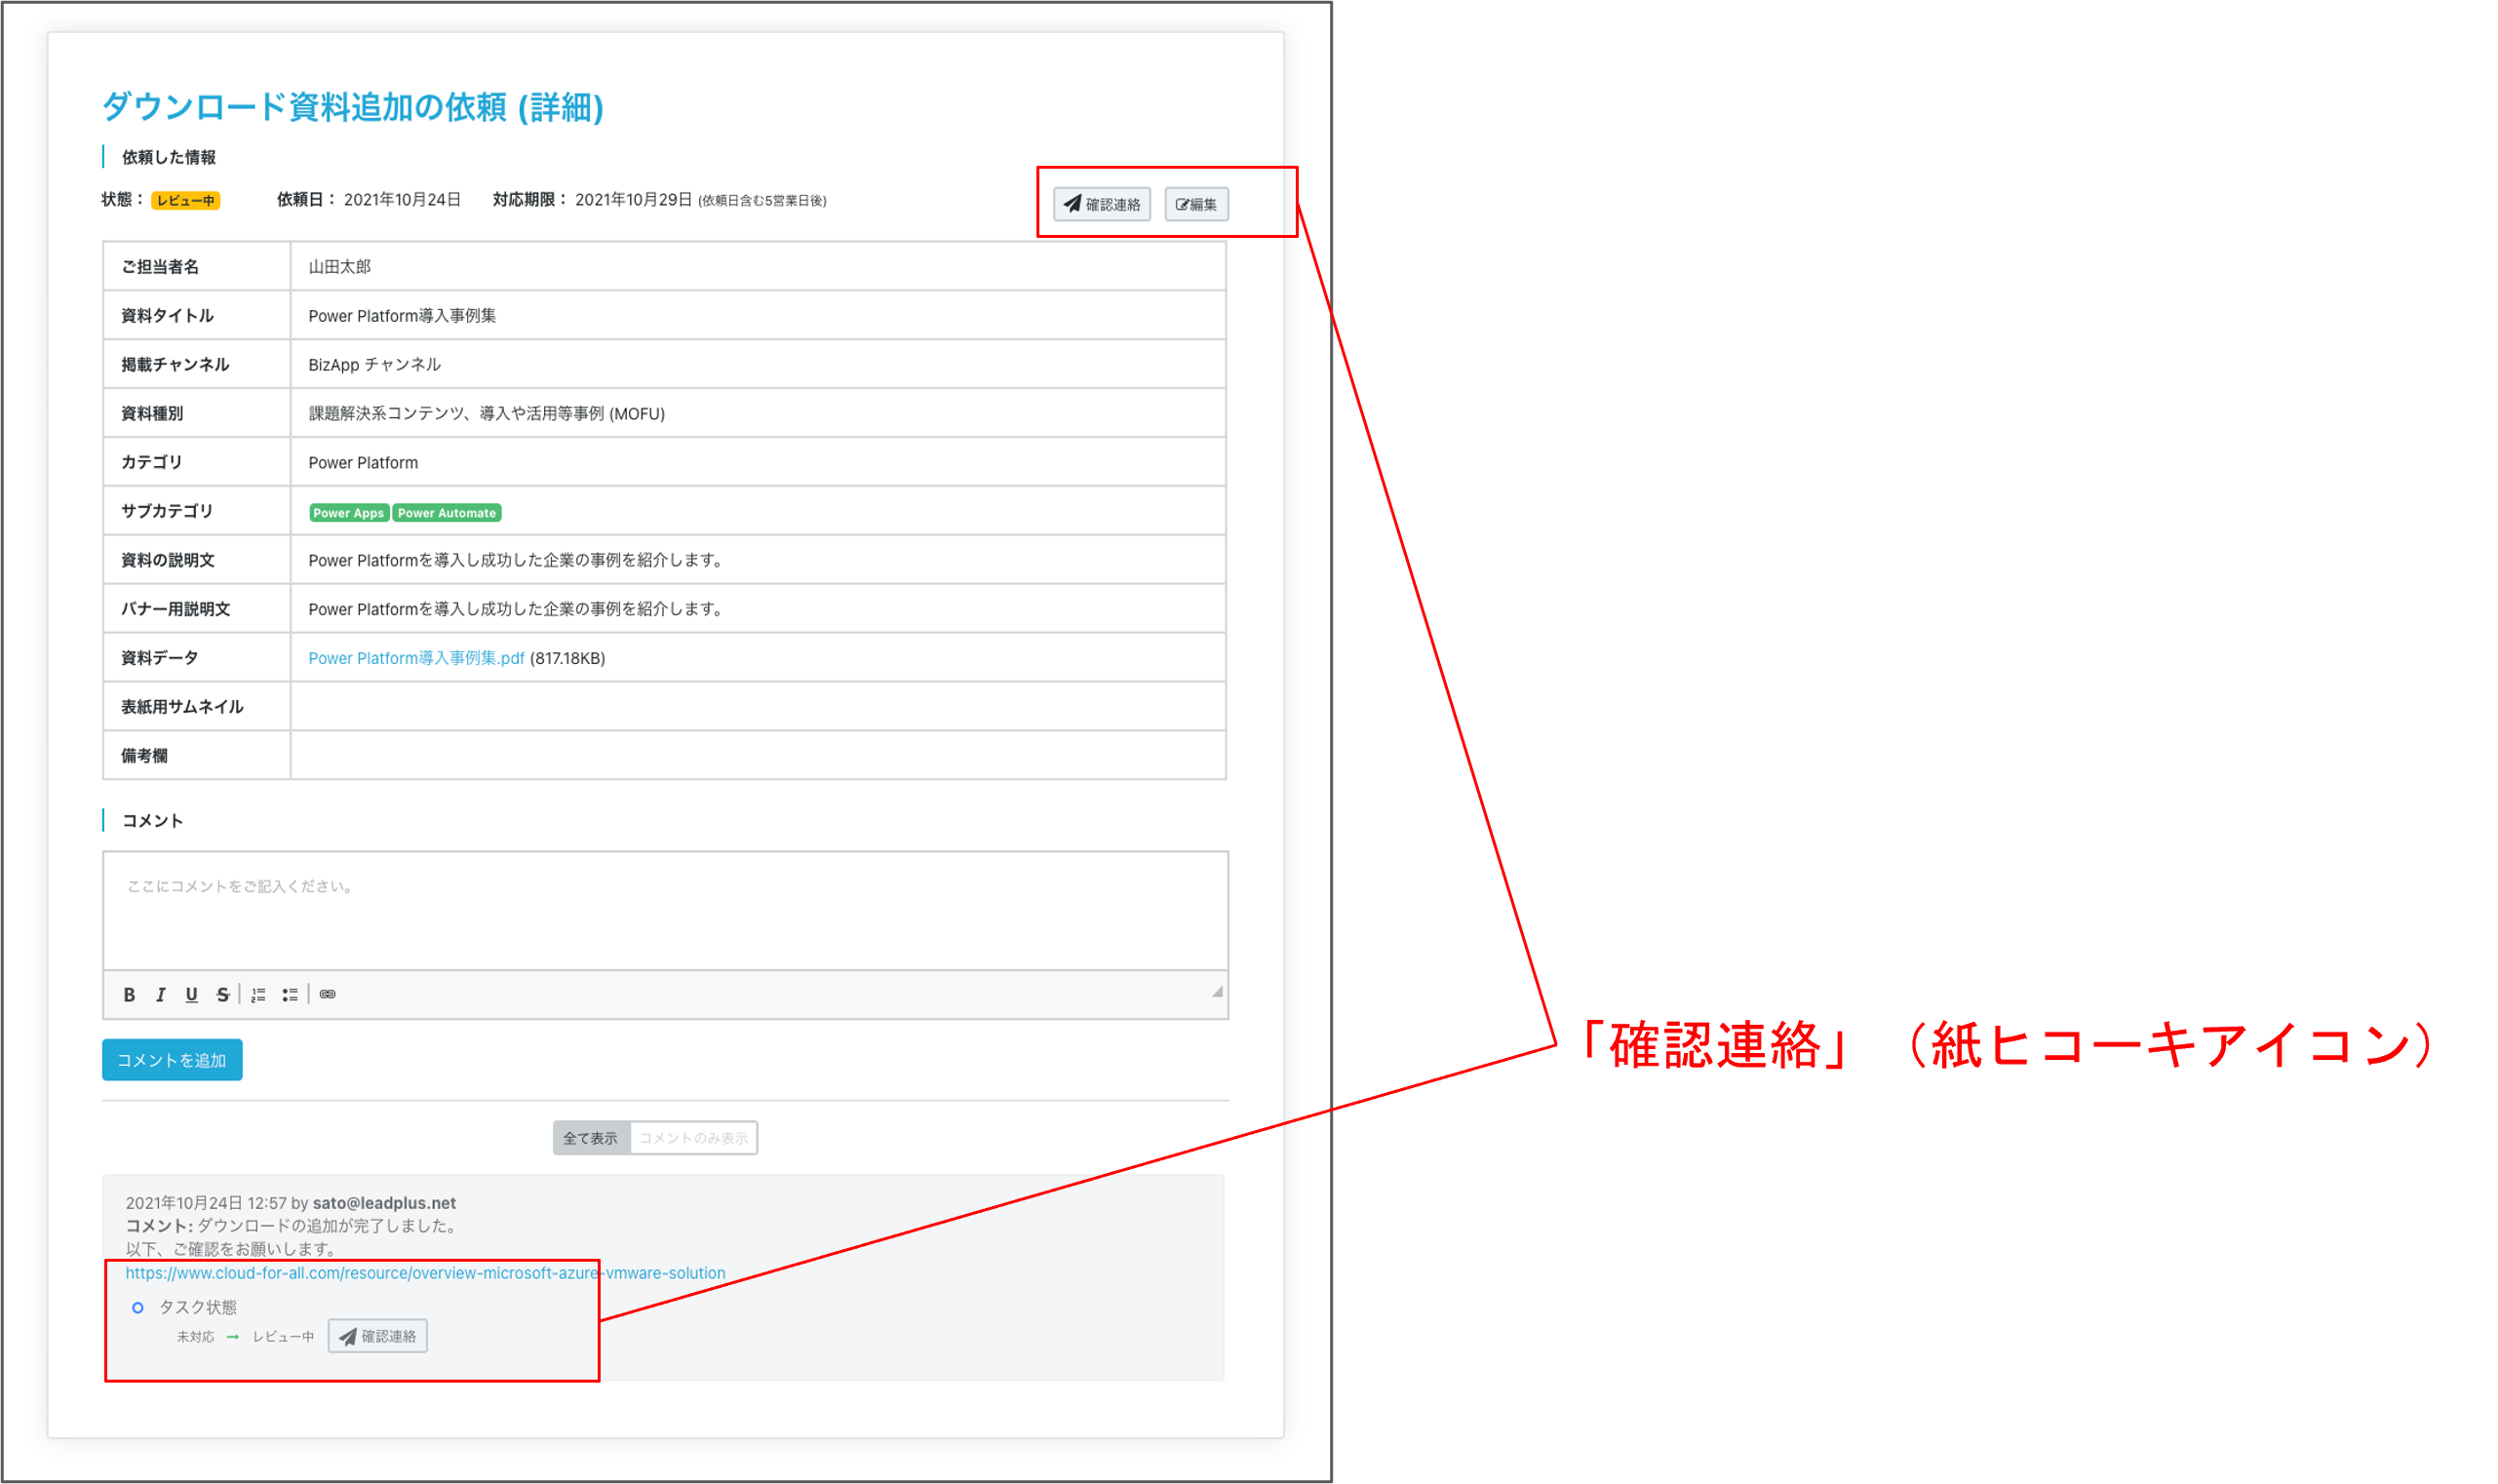 ダウンロード資料追加の依頼 (詳細)
依頼した情報
状態： レビュー中 依頼日： 2021年10月24日 対応期限： 2021年10月29日 (依頼日含む5営業日後) 確認連絡 編集
ご担当者名 山田太郎
資料タイトル Power Platform導入事例集
掲載チャンネル BizApp チャンネル
資料種別 課題解決系コンテンツ、導入や活用等事例 (MOFU)
カテゴリ Power Platform
サブカテゴリ Power Apps Power Automate
資料の説明文 Power Platformを導入し成功した企業の事例を紹介します。
バナー用説明文 Power Platformを導入し成功した企業の事例を紹介します。
資料データ Power Platform導入事例集.pdf (817.18KB)
表紙用サムネイル
備考欄
コメント
ここにコメントをご記入ください。
B I U S
コメントを追加
全て表示 コメントのみ表示
2021年10月24日 12:57 by sato@leadplus.net
コメント: ダウンロードの追加が完了しました。
以下、ご確認をお願いします。
https://www.cloud-for-all.com/resource/overview-microsoft-azure-vmware-solution
タスク状態
未対応 → レビュー中 確認連絡
「確認連絡」（紙ヒコーキアイコン）